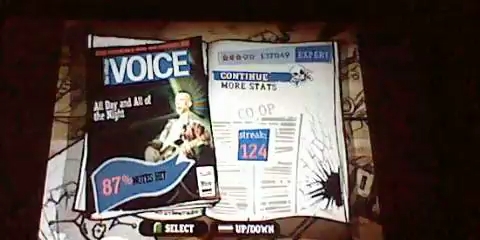 VOICE
All Day and All of
the Night
87% NOTES HIT
137049 EXPERT
CONTINUE
MORE STATS
CO-OP
streak:
124
SELECT UP/DOWN